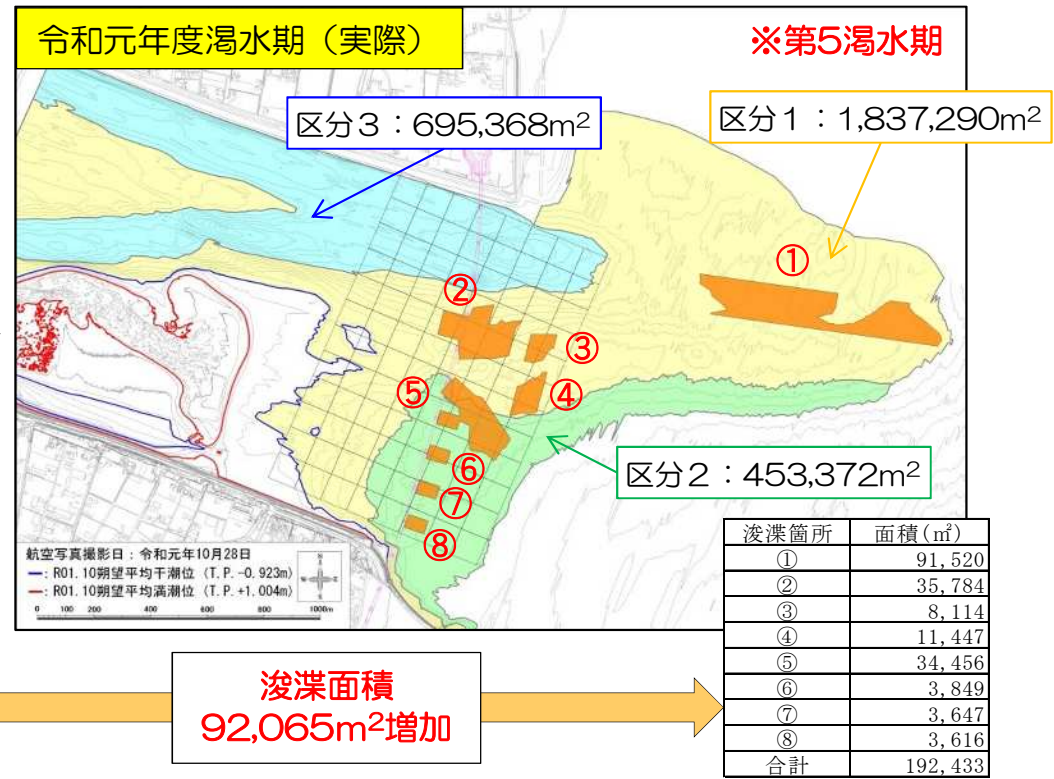 令和元年度渇水期（実際）
※第5渇水期
区分３：695,368m²
区分１：1,837,290m²
①
②
③
④
⑤
⑥
⑦
⑧
区分２：453,372m²
航空写真撮影日：令和元年10月28日
━：R01.10朔望平均干潮位（T.P.-0.923m）
━：R01.10朔望平均満潮位（T.P.+1.004m）
0 100 200 400 600 800 1000m
N
W E
S
浚渫箇所 面積(㎡)
① 91,520
② 35,784
③ 8,114
④ 11,447
⑤ 34,456
⑥ 3,849
⑦ 3,647
⑧ 3,616
合計 192,433
浚渫面積
92,065m²増加